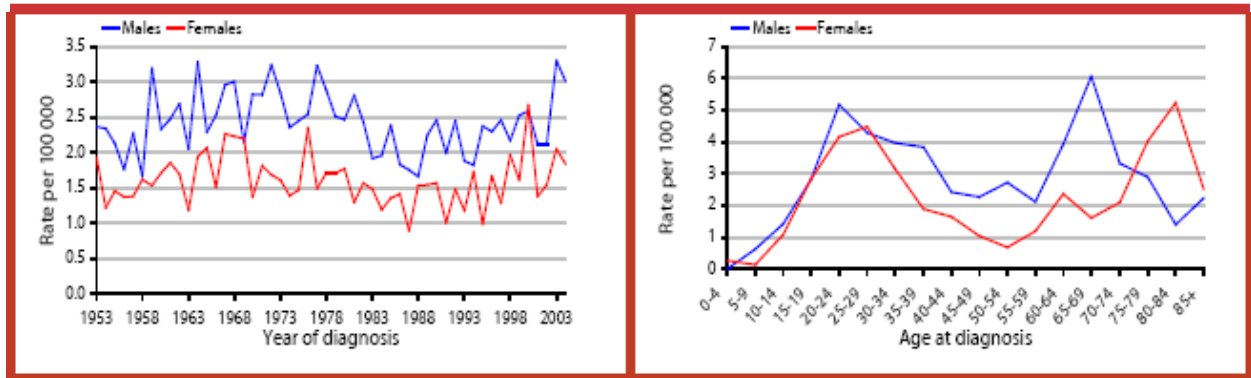 Males Females
Rate per 100 000
3.5
3.0
2.5
2.0
1.5
1.0
0.5
0.0
1953 1958 1963 1968 1973 1978 1983 1988 1993 1998 2003
Year of diagnosis
Males Females
Rate per 100 000
7
6
5
4
3
2
1
0
0-4 5-9 10-14 15-19 20-24 25-29 30-34 35-39 40-44 45-49 50-54 55-59 60-64 65-69 70-74 75-79 80-84 85+
Age at diagnosis